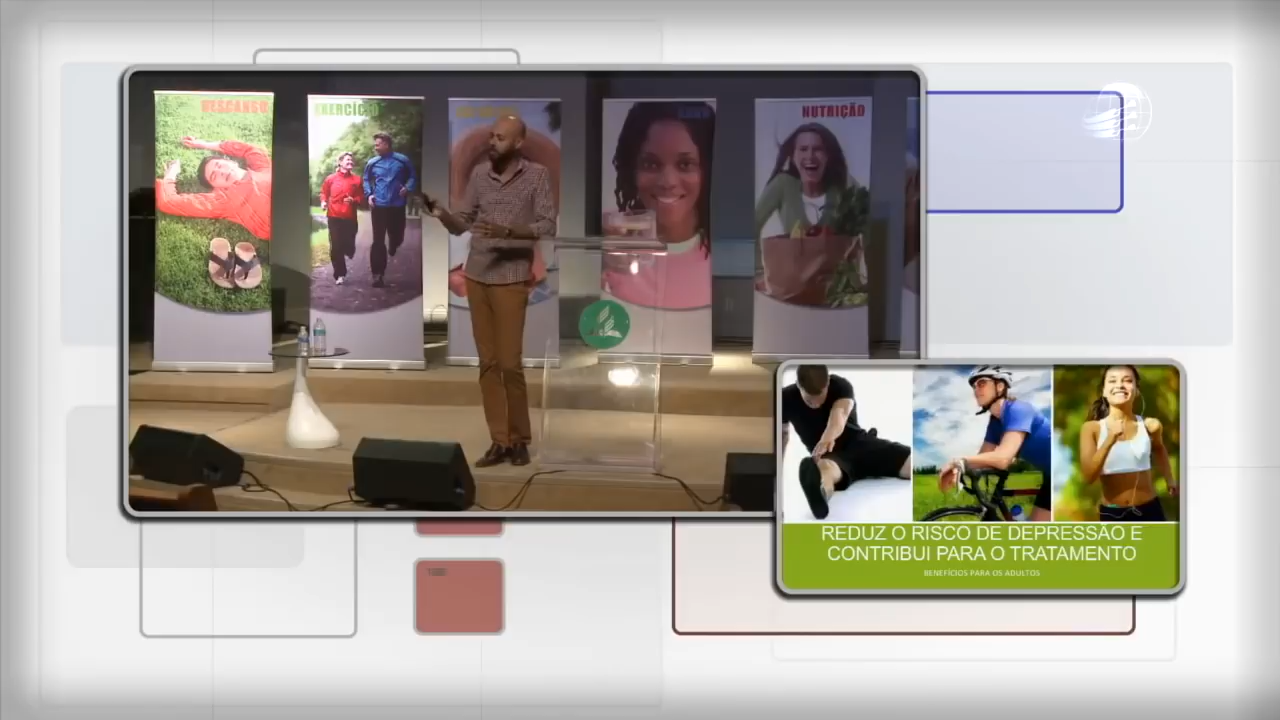 DESCANSO
EXERCÍCIO
NUTRIÇÃO
REDUZ O RISCO DE DEPRESSÃO E
CONTRIBUI PARA O TRATAMENTO
BENEFÍCIOS PARA OS ADULTOS